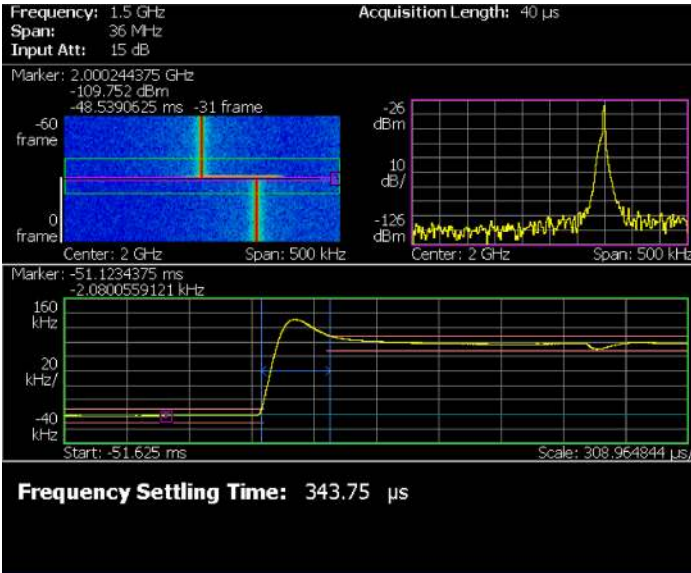 Frequency: 1.5 GHz Acquisition Length: 40 µs
Span: 36 MHz
Input Att: 15 dB
Marker: 2.000244375 GHz
-109.752 dBm
-48.5390625 ms -31 frame
-60
frame
0
frame
Center: 2 GHz Span: 500 kHz
-26
dBm
10
dB/
-126
dBm
Center: 2 GHz Span: 500 kHz
Marker: -51.1234375 ms
-2.0800559121 kHz
160
kHz
20
kHz/
-40
kHz
Start: -51.625 ms Scale: 308.964844 µs/
Frequency Settling Time: 343.75 µs